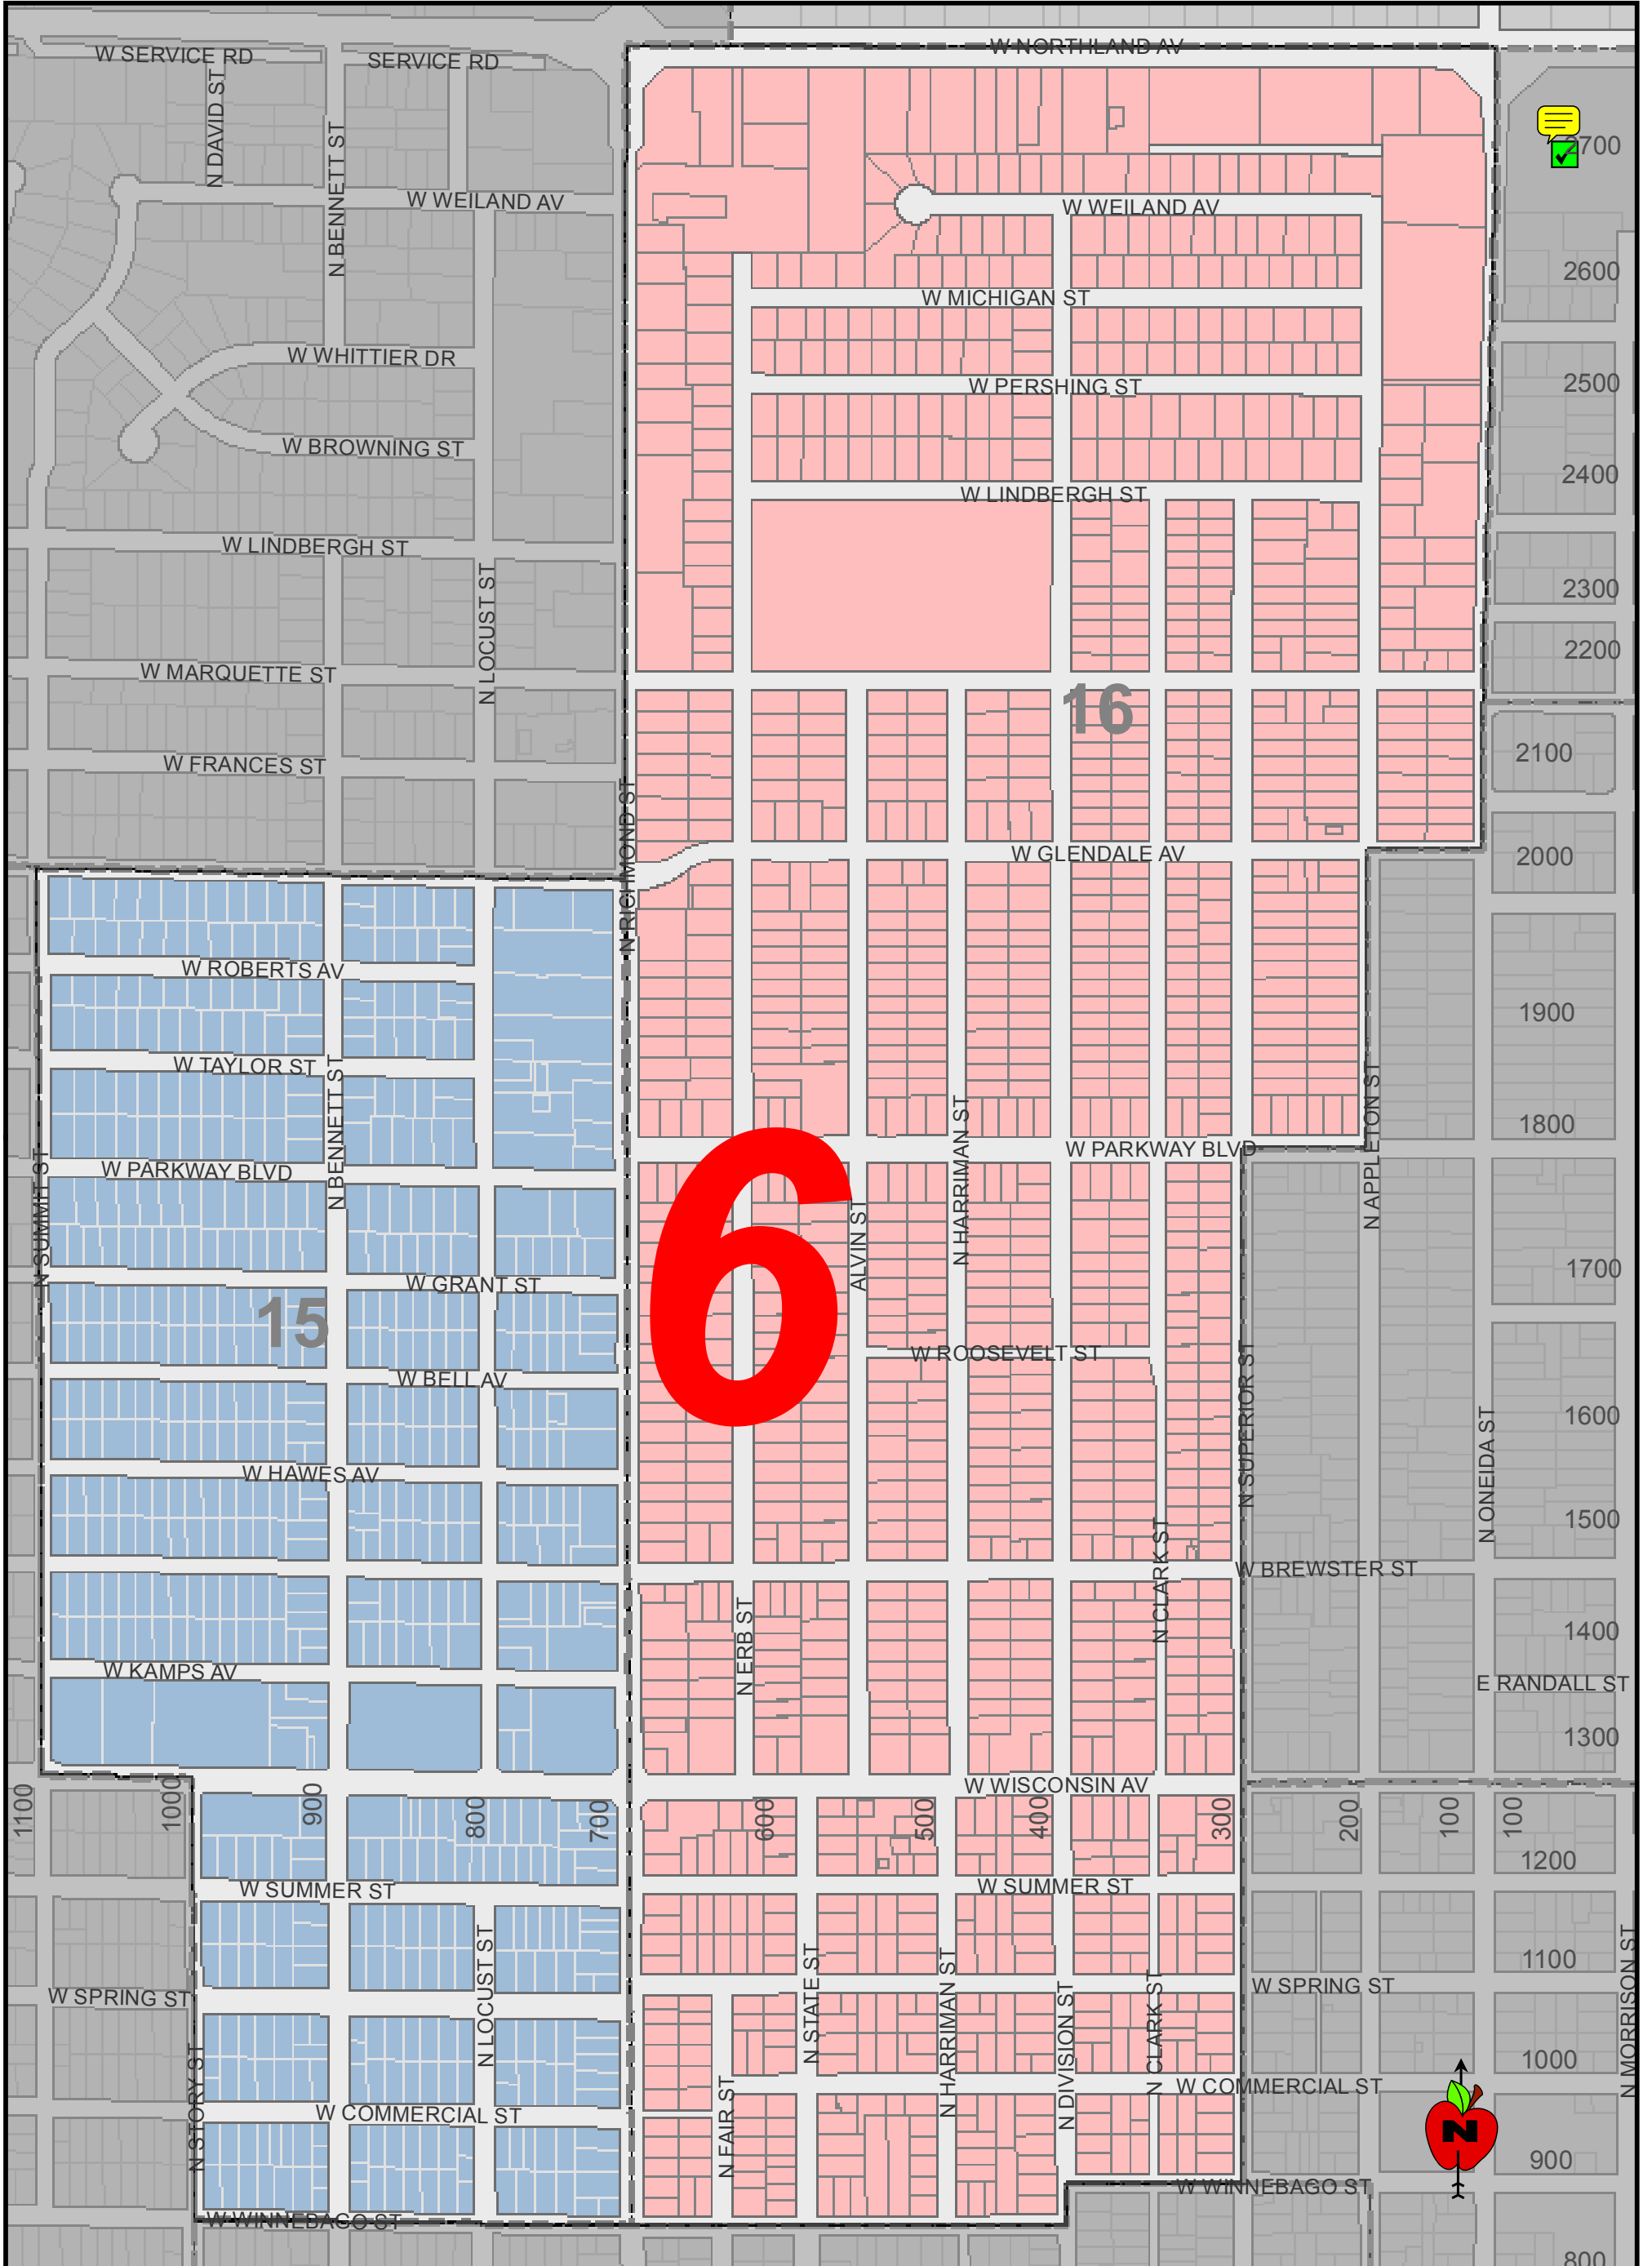 W NORTHLAND AV
W SERVICE RD
SERVICE RD
N DAVID ST
N BENNETT ST
2700
W WEILAND AV
W WEILAND AV
2600
W MICHIGAN ST
W WHITTIER DR
W PERSHING ST
2500
W BROWNING ST
2400
W LINDBERGH ST
W LINDBERGH ST
2300
N LOCUST ST
2200
W MARQUETTE ST
16
2100
W FRANCES ST
N RICHMOND ST
W GLENDALE AV
2000
W ROBERTS AV
1900
W TAYLOR ST
N BENNETT ST
N HARRIMAN ST
N APPLETON ST
1800
W PARKWAY BLVD
W PARKWAY BLVD
N SUMMIT ST
6
ALVIN ST
1700
W GRANT ST
15
W ROOSEVELT ST
W BELL AV
N SUPERIOR ST
1600
N ONEIDA ST
W HAWES AV
1500
N CLARK ST
W BREWSTER ST
N ERB ST
1400
W KAMPS AV
E RANDALL ST
1300
W WISCONSIN AV
1100
1000
900
800
700
600
500
400
300
200
100
100
1200
W SUMMER ST
W SUMMER ST
N LOCUST ST
N STATE ST
N HARRIMAN ST
N DIVISION ST
N CLARK ST
1100
N MORRISON ST
W SPRING ST
W SPRING ST
1000
N STORY ST
N FAIR ST
W COMMERCIAL ST
W COMMERCIAL ST
N
900
W WINNEBAGO ST
W WINNEBAGO ST
800